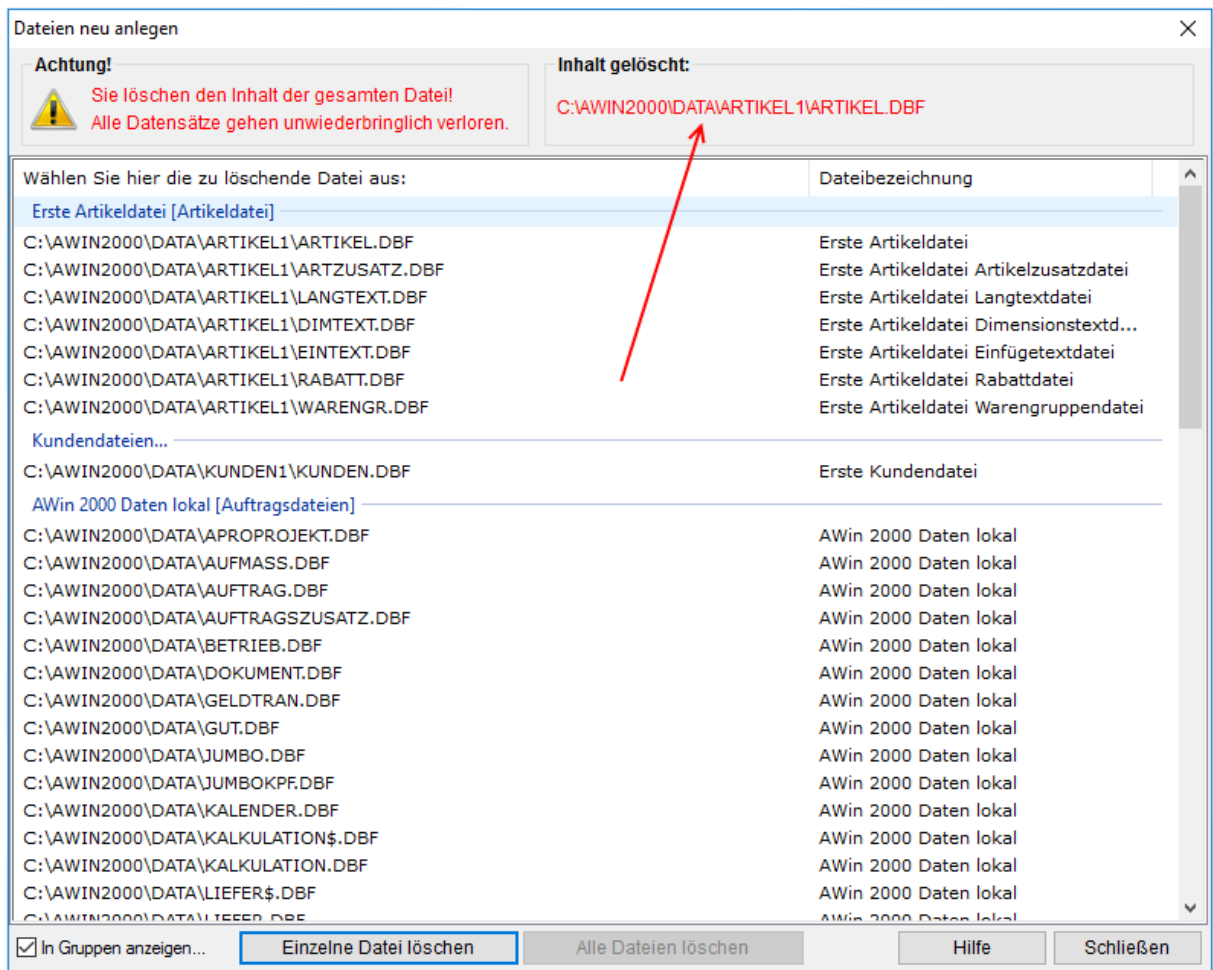 Dateien neu anlegen
Achtung!
Sie löschen den Inhalt der gesamten Datei!
Alle Datensätze gehen unwiederbringlich verloren.
Inhalt gelöscht:
C:\AWIN2000\DATA\ARTIKEL1\ARTIKEL.DBF
Wählen Sie hier die zu löschende Datei aus: Dateibezeichnung
Erste Artikeldatei [Artikeldatei]
C:\AWIN2000\DATA\ARTIKEL1\ARTIKEL.DBF Erste Artikeldatei
C:\AWIN2000\DATA\ARTIKEL1\ARTZUSATZ.DBF Erste Artikeldatei Artikelzusatzdatei
C:\AWIN2000\DATA\ARTIKEL1\LANGTEXT.DBF Erste Artikeldatei Langtextdatei
C:\AWIN2000\DATA\ARTIKEL1\DIMTEXT.DBF Erste Artikeldatei Dimensionstextd...
C:\AWIN2000\DATA\ARTIKEL1\EINTEXT.DBF Erste Artikeldatei Einfügetextdatei
C:\AWIN2000\DATA\ARTIKEL1\RABATT.DBF Erste Artikeldatei Rabattdatei
C:\AWIN2000\DATA\ARTIKEL1\WARENGR.DBF Erste Artikeldatei Warengruppendatei
Kundendateien...
C:\AWIN2000\DATA\KUNDEN1\KUNDEN.DBF Erste Kundendatei
AWin 2000 Daten lokal [Auftragsdateien]
C:\AWIN2000\DATA\APROPROJEKT.DBF AWin 2000 Daten lokal
C:\AWIN2000\DATA\AUFMASS.DBF AWin 2000 Daten lokal
C:\AWIN2000\DATA\AUFTRAG.DBF AWin 2000 Daten lokal
C:\AWIN2000\DATA\AUFTRAGSZUSATZ.DBF AWin 2000 Daten lokal
C:\AWIN2000\DATA\BETRIEB.DBF AWin 2000 Daten lokal
C:\AWIN2000\DATA\DOKUMENT.DBF AWin 2000 Daten lokal
C:\AWIN2000\DATA\GELDTRAN.DBF AWin 2000 Daten lokal
C:\AWIN2000\DATA\GUT.DBF AWin 2000 Daten lokal
C:\AWIN2000\DATA\JUMBO.DBF AWin 2000 Daten lokal
C:\AWIN2000\DATA\JUMBOKPF.DBF AWin 2000 Daten lokal
C:\AWIN2000\DATA\KALENDER.DBF AWin 2000 Daten lokal
C:\AWIN2000\DATA\KALKULATION$.DBF AWin 2000 Daten lokal
C:\AWIN2000\DATA\KALKULATION.DBF AWin 2000 Daten lokal
C:\AWIN2000\DATA\LIEFER$.DBF AWin 2000 Daten lokal
C:\AWIN2000\DATA\LIEFER.DBF AWin 2000 Daten lokal
In Gruppen anzeigen... Einzelne Datei löschen Alle Dateien löschen Hilfe Schließen